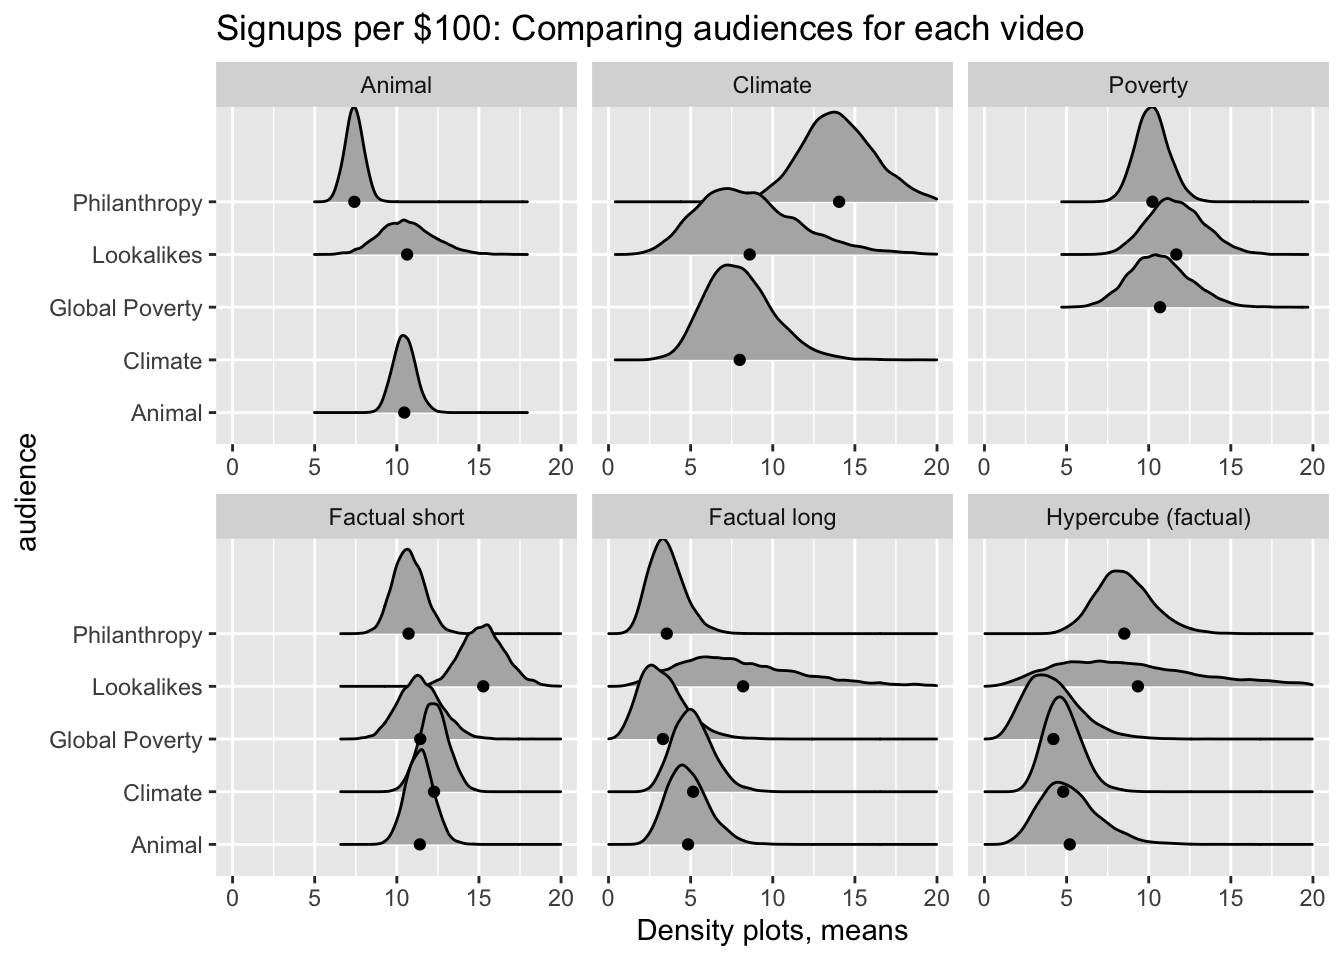 Signups per $100: Comparing audiences for each video
Animal
Climate
Poverty
Philanthropy
Lookalikes
Global Poverty
Climate
Animal
0 5 10 15 20
0 5 10 15 20
0 5 10 15 20
audience
Factual short
Factual long
Hypercube (factual)
Philanthropy
Lookalikes
Global Poverty
Climate
Animal
0 5 10 15 20
0 5 10 15 20
0 5 10 15 20
Density plots, means